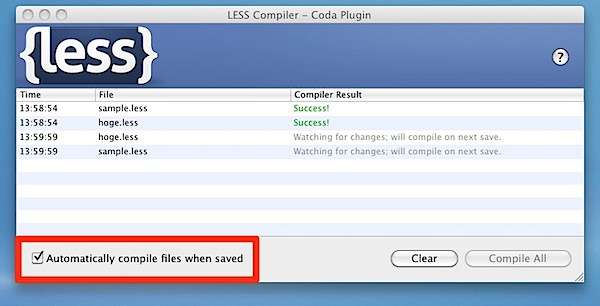 LESS Compiler – Coda Plugin
{less}
?
Time File Compiler Result
13:58:54 sample.less Success!
13:58:54 hoge.less Success!
13:59:59 hoge.less Watching for changes; will compile on next save.
13:59:59 sample.less Watching for changes; will compile on next save.
Automatically compile files when saved
Clear
Compile All